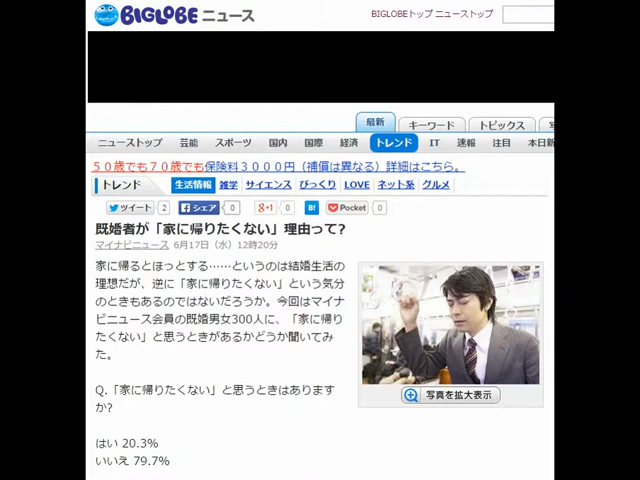 BIGLOBE ニュース
BIGLOBEトップ ニューストップ
最新 キーワード トピックス
ニューストップ 芸能 スポーツ 国内 国際 経済 トレンド IT 速報 注目 本日新
50歳でも70歳でも保険料3000円（補償は異なる）詳細はこちら。
トレンド 生活情報 雑学 サイエンス びっくり LOVE ネット系 グルメ
ツイート 2 シェア 0 g+1 0 B! Pocket 0
既婚者が「家に帰りたくない」理由って?
マイナビニュース 6月17日（水）12時20分
家に帰るとほっとする……というのは結婚生活の
理想だが、逆に「家に帰りたくない」という気分
のときもあるのではないだろうか。今回はマイナ
ビニュース会員の既婚男女300人に、「家に帰り
たくない」と思うときがあるかどうか聞いてみ
た。
写真を拡大表示
Q.「家に帰りたくない」と思うときはあります
か?
はい 20.3%
いいえ 79.7%